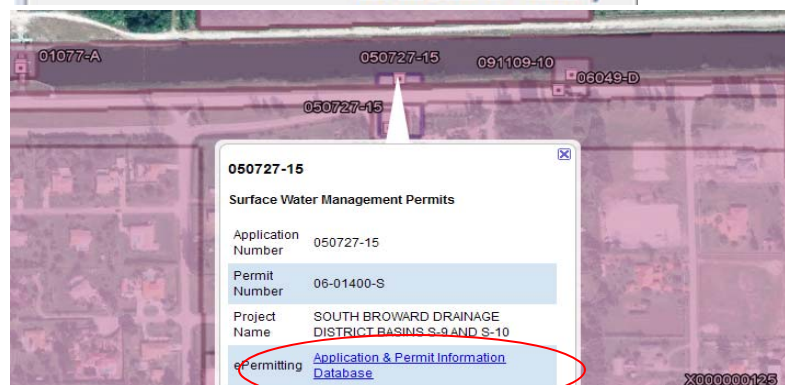 01077-A
050727-15
091109-10
06049-D
050727-15
050727-15
Surface Water Management Permits
Application Number 050727-15
Permit Number 06-01400-S
Project Name SOUTH BROWARD DRAINAGE DISTRICT BASINS S-9 AND S-10
ePermitting Application & Permit Information Database
X000000125